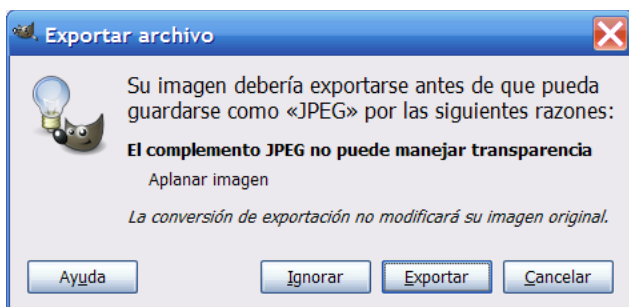 Exportar archivo
Su imagen debería exportarse antes de que pueda
guardarse como «JPEG» por las siguientes razones:
El complemento JPEG no puede manejar transparencia
Aplanar imagen
La conversión de exportación no modificará su imagen original.
Ayuda Ignorar Exportar Cancelar